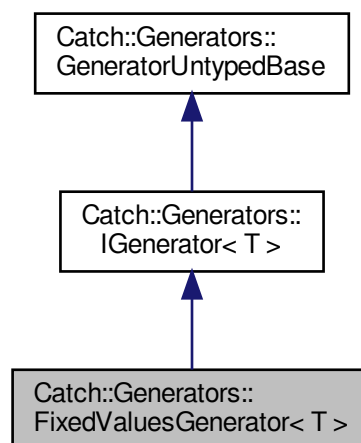 Catch::Generators::
GeneratorUntypedBase
Catch::Generators::
IGenerator< T >
Catch::Generators::
FixedValuesGenerator< T >